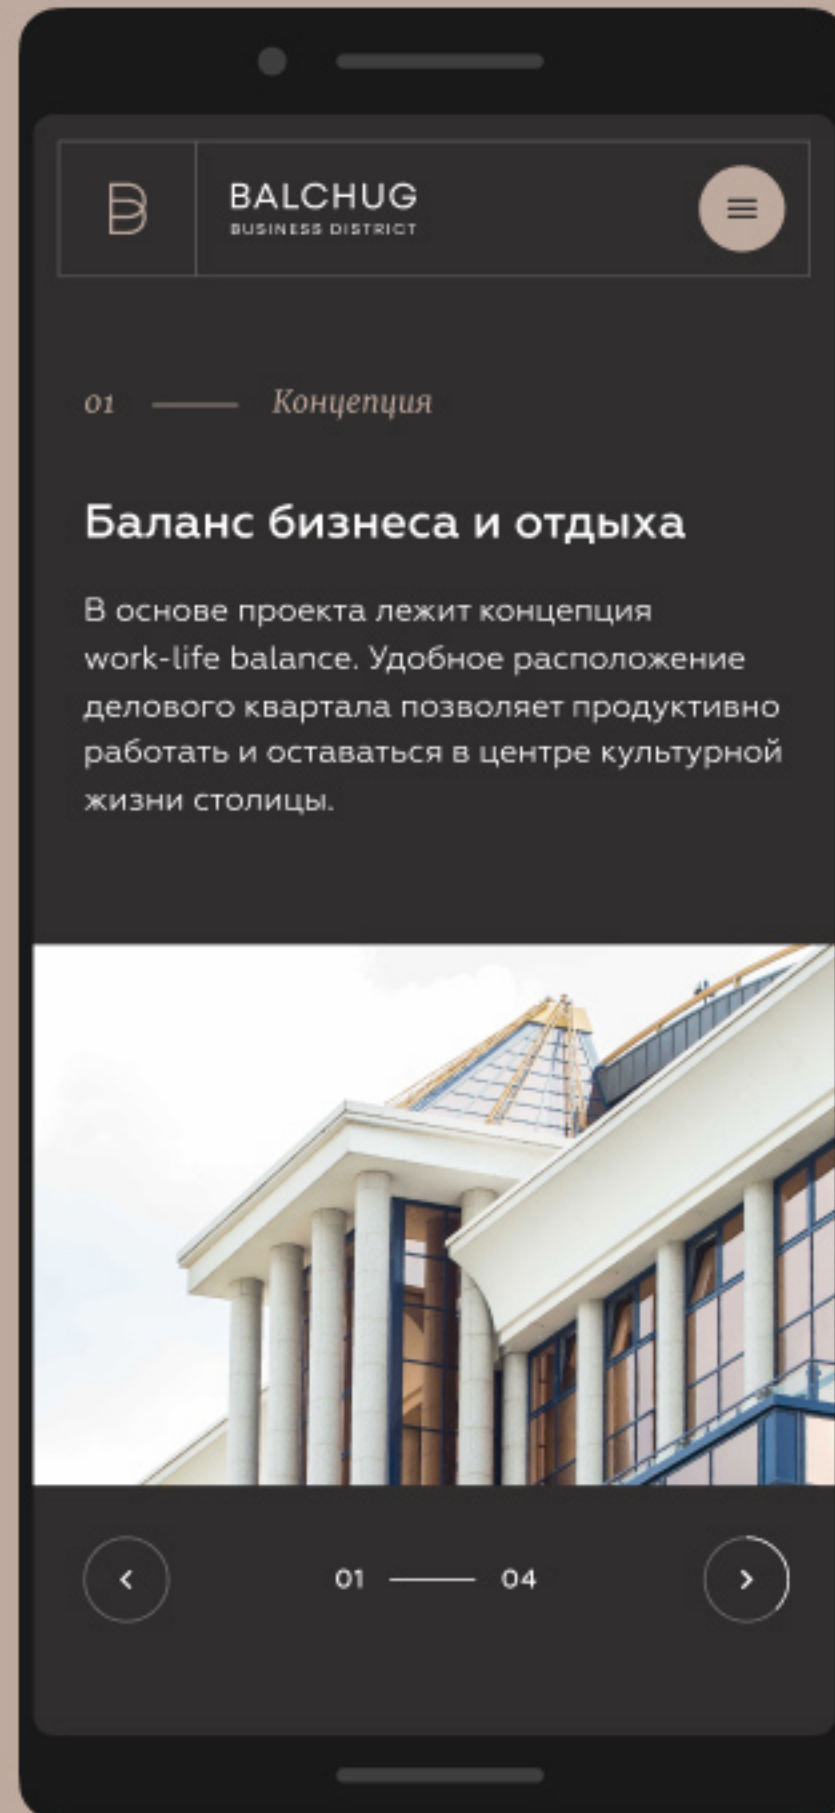 B
BALCHUG
BUSINESS DISTRICT
01 Концепция
Баланс бизнеса и отдыха
В основе проекта лежит концепция
work-life balance. Удобное расположение
делового квартала позволяет продуктивно
работать и оставаться в центре культурной
жизни столицы.
01 04